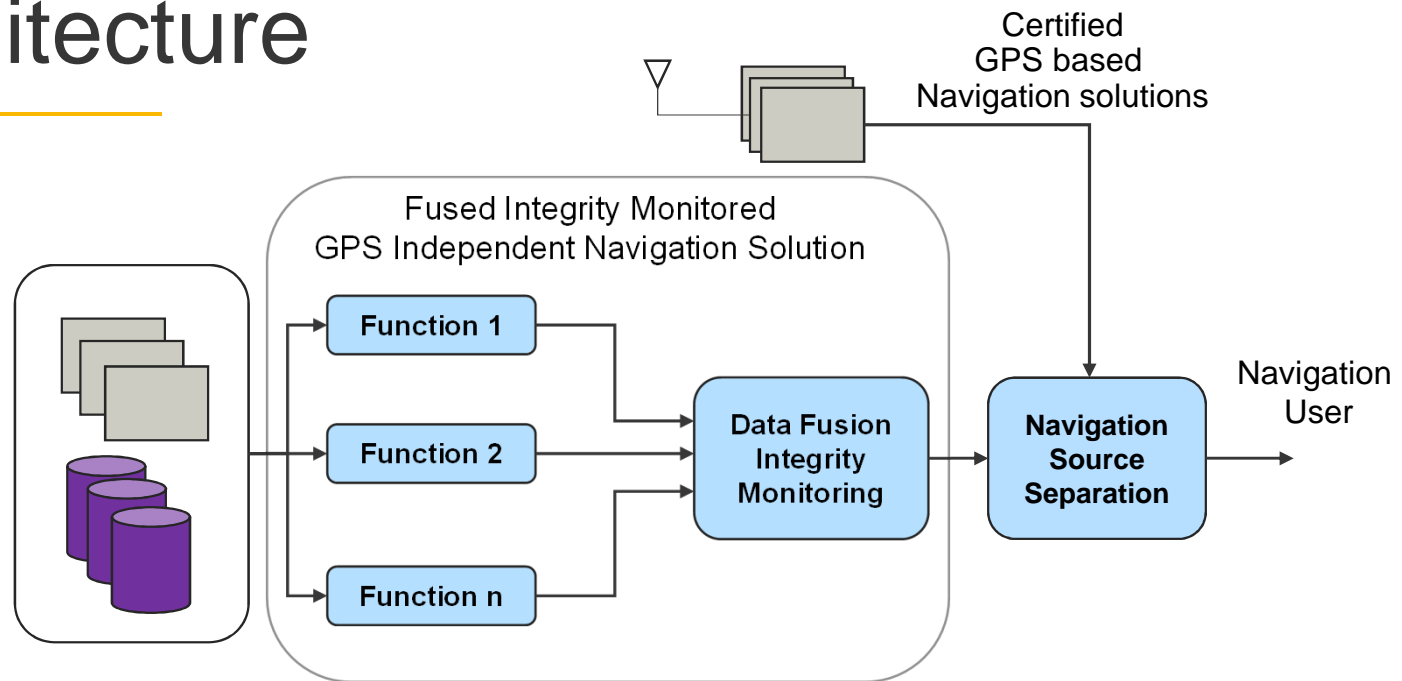 itecture
Certified
GPS based
Navigation solutions
Fused Integrity Monitored
GPS Independent Navigation Solution
Function 1
Function 2
Function n
Data Fusion
Integrity
Monitoring
Navigation
Source
Separation
Navigation
User